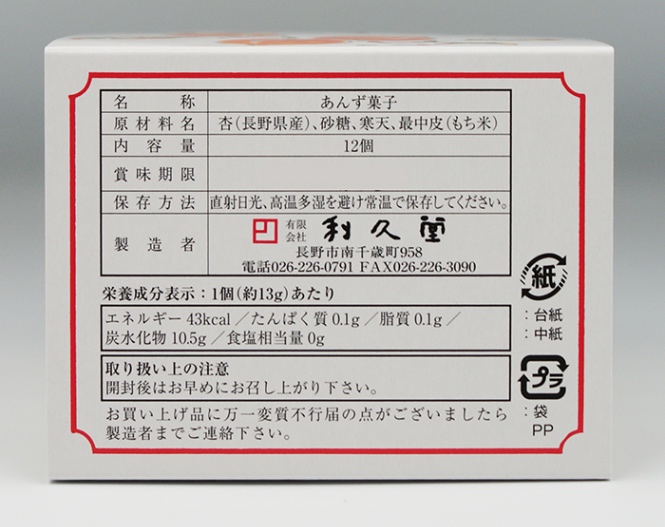 名称 あんず菓子
原材料名 杏(長野県産)、砂糖、寒天、最中皮(もち米)
内容量 12個
賞味期限
保存方法 直射日光、高温多湿を避け常温で保存してください。
製造者 有限会社 利久堂
長野市南千歳町958
電話026-226-0791 FAX026-226-3090
栄養成分表示:1個(約13g)あたり
エネルギー 43kcal/たんぱく質 0.1g/脂質 0.1g/
炭水化物 10.5g/食塩相当量 0g
取り扱い上の注意
開封後はお早めにお召し上がり下さい。
お買い上げ品に万一変質不行届の点がございましたら
製造者までご連絡下さい。
紙
:台紙
:中紙
プラ
:袋
PP